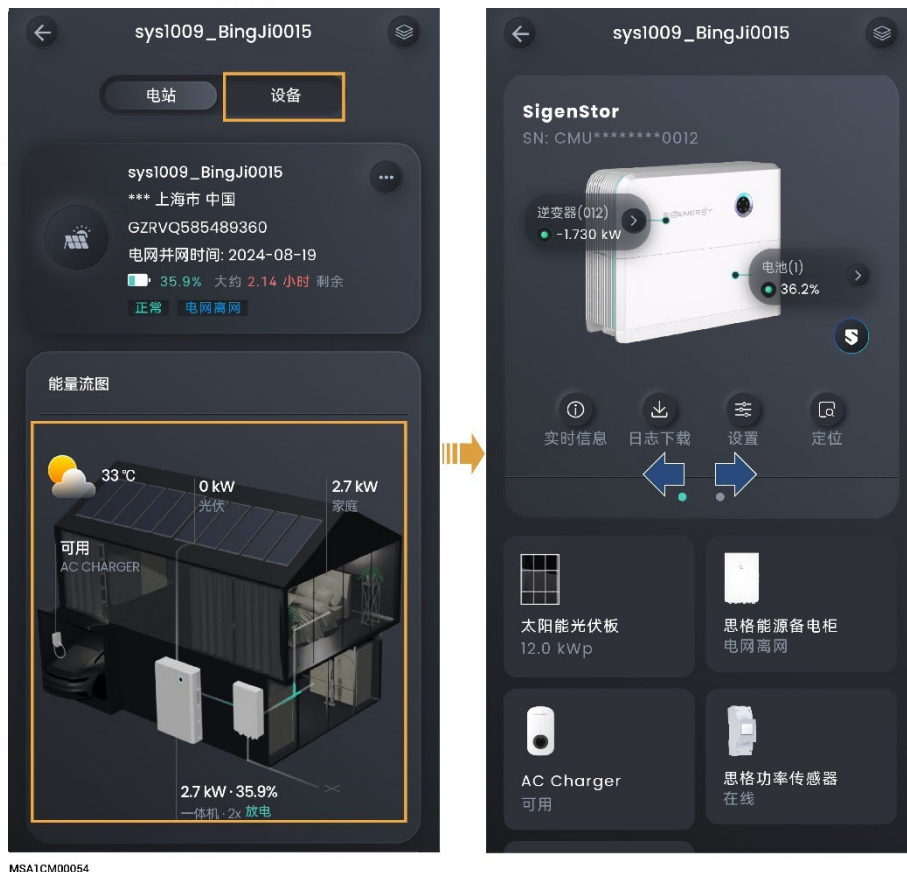 sys1009_BingJi0015
电站
设备
sys1009_BingJi0015
*** 上海市 中国
GZRVQ585489360
电网并网时间: 2024-08-19
35.9% 大约 2.14 小时 剩余
正常 电网离网
能量流图
33 ℃
0 kW
光伏
2.7 kW
家庭
可用
AC CHARGER
2.7 kW · 35.9%
一体机 · 2x 放电
sys1009_BingJi0015
SigenStor
SN: CMU********0012
SIGENERGY
逆变器(012)
-1.730 kW
电池(1)
36.2%
实时信息
日志下载
设置
定位
太阳能光伏板
12.0 kWp
思格能源备电柜
电网离网
AC Charger
可用
思格功率传感器
在线
MSA1CM00054